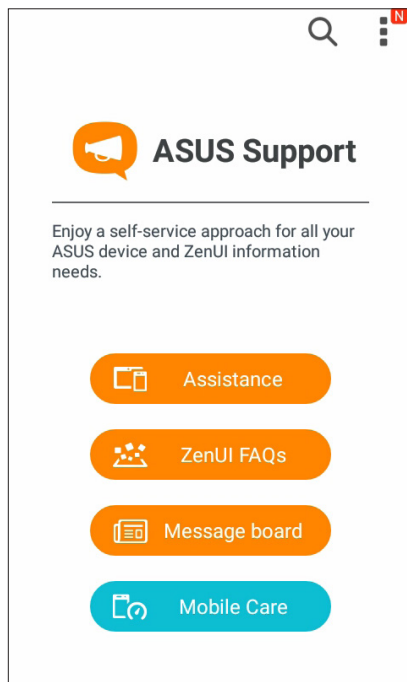 N
ASUS Support
Enjoy a self-service approach for all your
ASUS device and ZenUI information
needs.
Assistance
ZenUI FAQs
Message board
Mobile Care